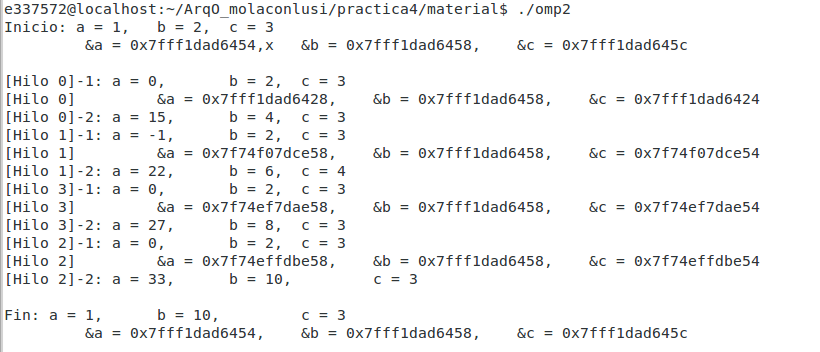 e337572@localhost:~/ArqO_molaconlusi/practica4/material$ ./omp2
Inicio: a = 1,   b = 2,  c = 3
         &a = 0x7fff1dad6454,x   &b = 0x7fff1dad6458,    &c = 0x7fff1dad645c
[Hilo 0]-1: a = 0,       b = 2,  c = 3
[Hilo 0]         &a = 0x7fff1dad6428,    &b = 0x7fff1dad6458,    &c = 0x7fff1dad6424
[Hilo 0]-2: a = 15,      b = 4,  c = 3
[Hilo 1]-1: a = -1,      b = 2,  c = 3
[Hilo 1]         &a = 0x7f74f07dce58,    &b = 0x7fff1dad6458,    &c = 0x7f74f07dce54
[Hilo 1]-2: a = 22,      b = 6,  c = 4
[Hilo 3]-1: a = 0,       b = 2,  c = 3
[Hilo 3]         &a = 0x7f74ef7dae58,    &b = 0x7fff1dad6458,    &c = 0x7f74ef7dae54
[Hilo 3]-2: a = 27,      b = 8,  c = 3
[Hilo 2]-1: a = 0,       b = 2,  c = 3
[Hilo 2]         &a = 0x7f74effdbe58,    &b = 0x7fff1dad6458,    &c = 0x7f74effdbe54
[Hilo 2]-2: a = 33,      b = 10,         c = 3
Fin: a = 1,      b = 10,         c = 3
         &a = 0x7fff1dad6454,    &b = 0x7fff1dad6458,    &c = 0x7fff1dad645c